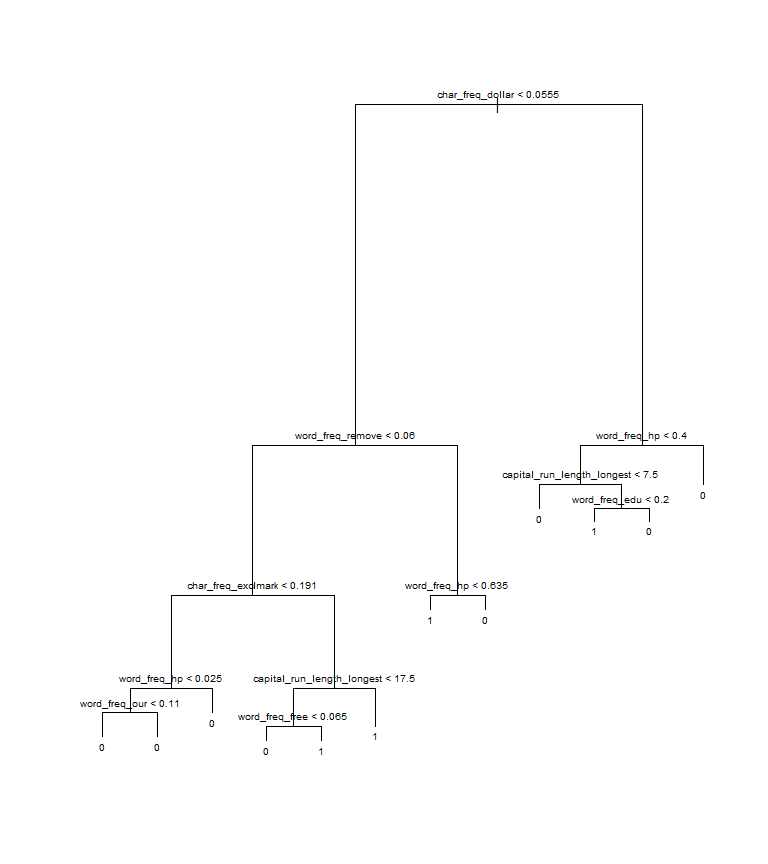 char_freq_dollar < 0.0555
word_freq_remove < 0.06
word_freq_hp < 0.4
capital_run_length_longest < 7.5
0
word_freq_edu < 0.2
0
1
0
char_freq_exclmark < 0.191
word_freq_hp < 0.635
1
0
word_freq_hp < 0.025
capital_run_length_longest < 17.5
word_freq_our < 0.11
0
word_freq_free < 0.065
1
0
0
0
1